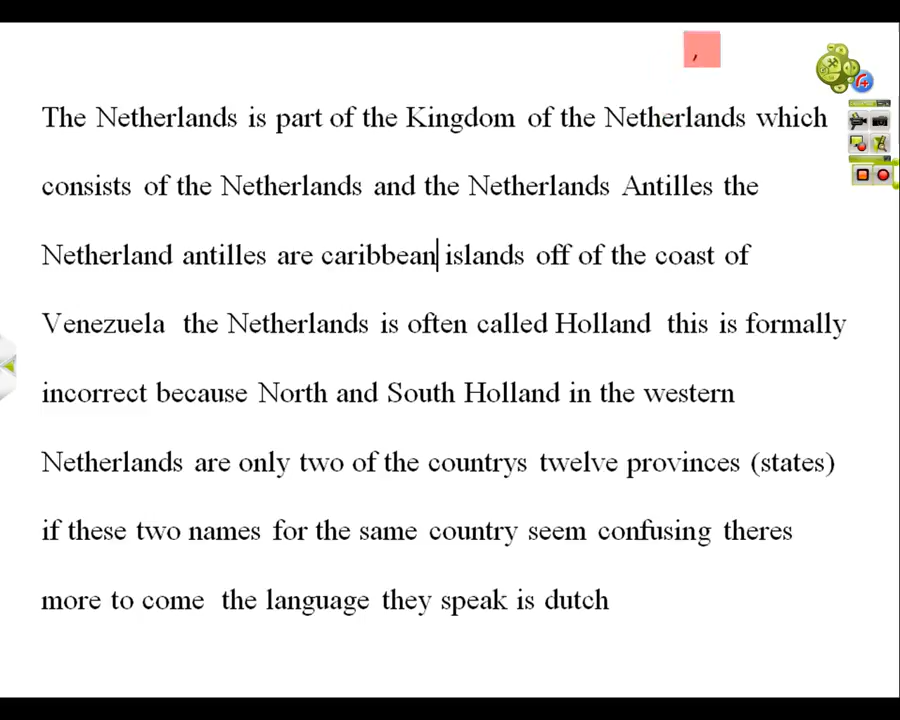 ,
The Netherlands is part of the Kingdom of the Netherlands which
consists of the Netherlands and the Netherlands Antilles the
Netherland antilles are caribbean islands off of the coast of
Venezuela the Netherlands is often called Holland this is formally
incorrect because North and South Holland in the western
Netherlands are only two of the countrys twelve provinces (states)
if these two names for the same country seem confusing theres
more to come the language they speak is dutch